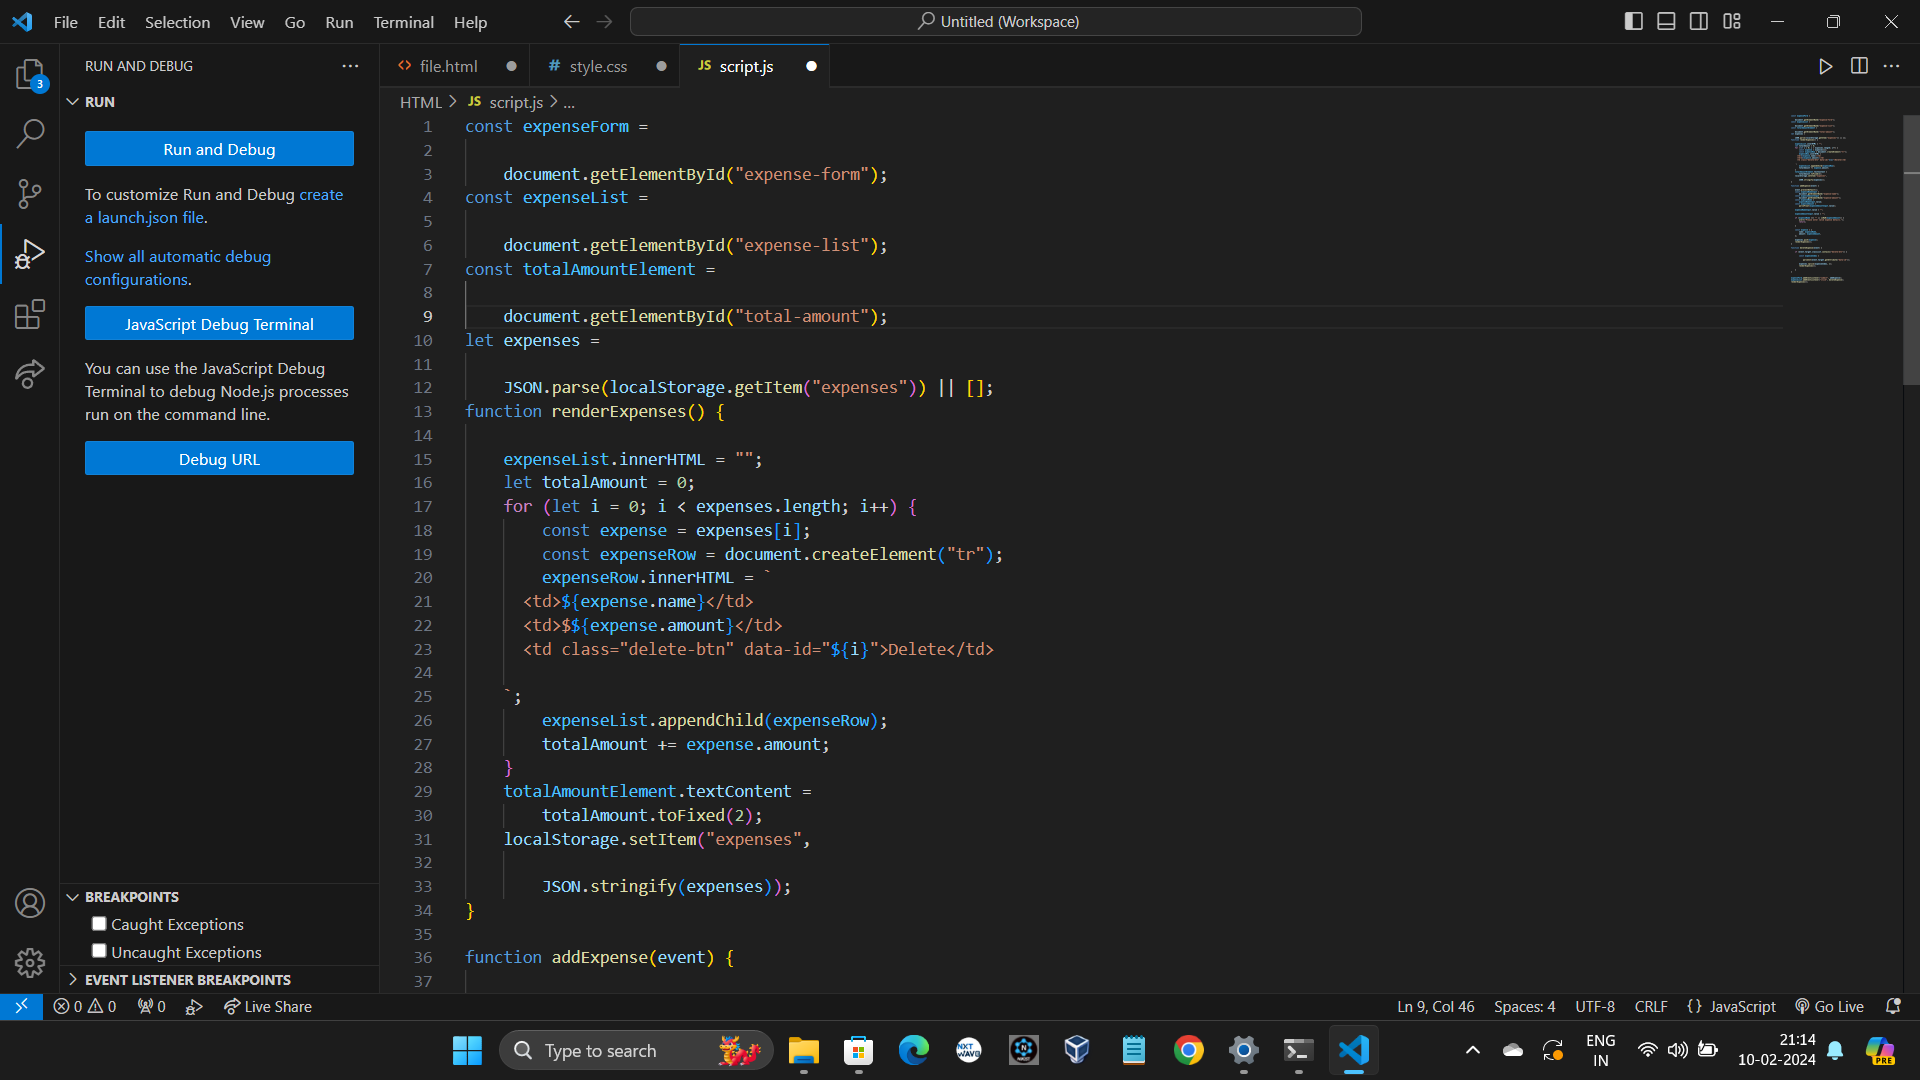 File Edit Selection View Go Run Terminal Help
Untitled (Workspace)
RUN AND DEBUG
RUN
Run and Debug
To customize Run and Debug create
a launch.json file.
Show all automatic debug
configurations.
JavaScript Debug Terminal
You can use the JavaScript Debug
Terminal to debug Node.js processes
run on the command line.
Debug URL
BREAKPOINTS
Caught Exceptions
Uncaught Exceptions
EVENT LISTENER BREAKPOINTS
3
<> file.html
# style.css
JS script.js
HTML > JS script.js > ...
1 const expenseForm =
2
3 document.getElementById("expense-form");
4 const expenseList =
5
6 document.getElementById("expense-list");
7 const totalAmountElement =
8
9 document.getElementById("total-amount");
10 let expenses =
11
12 JSON.parse(localStorage.getItem("expenses")) || [];
13 function renderExpenses() {
14
15 expenseList.innerHTML = "";
16 let totalAmount = 0;
17 for (let i = 0; i < expenses.length; i++) {
18 const expense = expenses[i];
19 const expenseRow = document.createElement("tr");
20 expenseRow.innerHTML = `
21 <td>${expense.name}</td>
22 <td>$${expense.amount}</td>
23 <td class="delete-btn" data-id="${i}">Delete</td>
24
25 `;
26 expenseList.appendChild(expenseRow);
27 totalAmount += expense.amount;
28 }
29 totalAmountElement.textContent =
30 totalAmount.toFixed(2);
31 localStorage.setItem("expenses",
32
33 JSON.stringify(expenses));
34 }
35
36 function addExpense(event) {
37
0 0 0 Live Share
Ln 9, Col 46 Spaces: 4 UTF-8 CRLF {} JavaScript Go Live
Type to search
NXT
WAVE
ENG
IN
21:14
10-02-2024
PRE